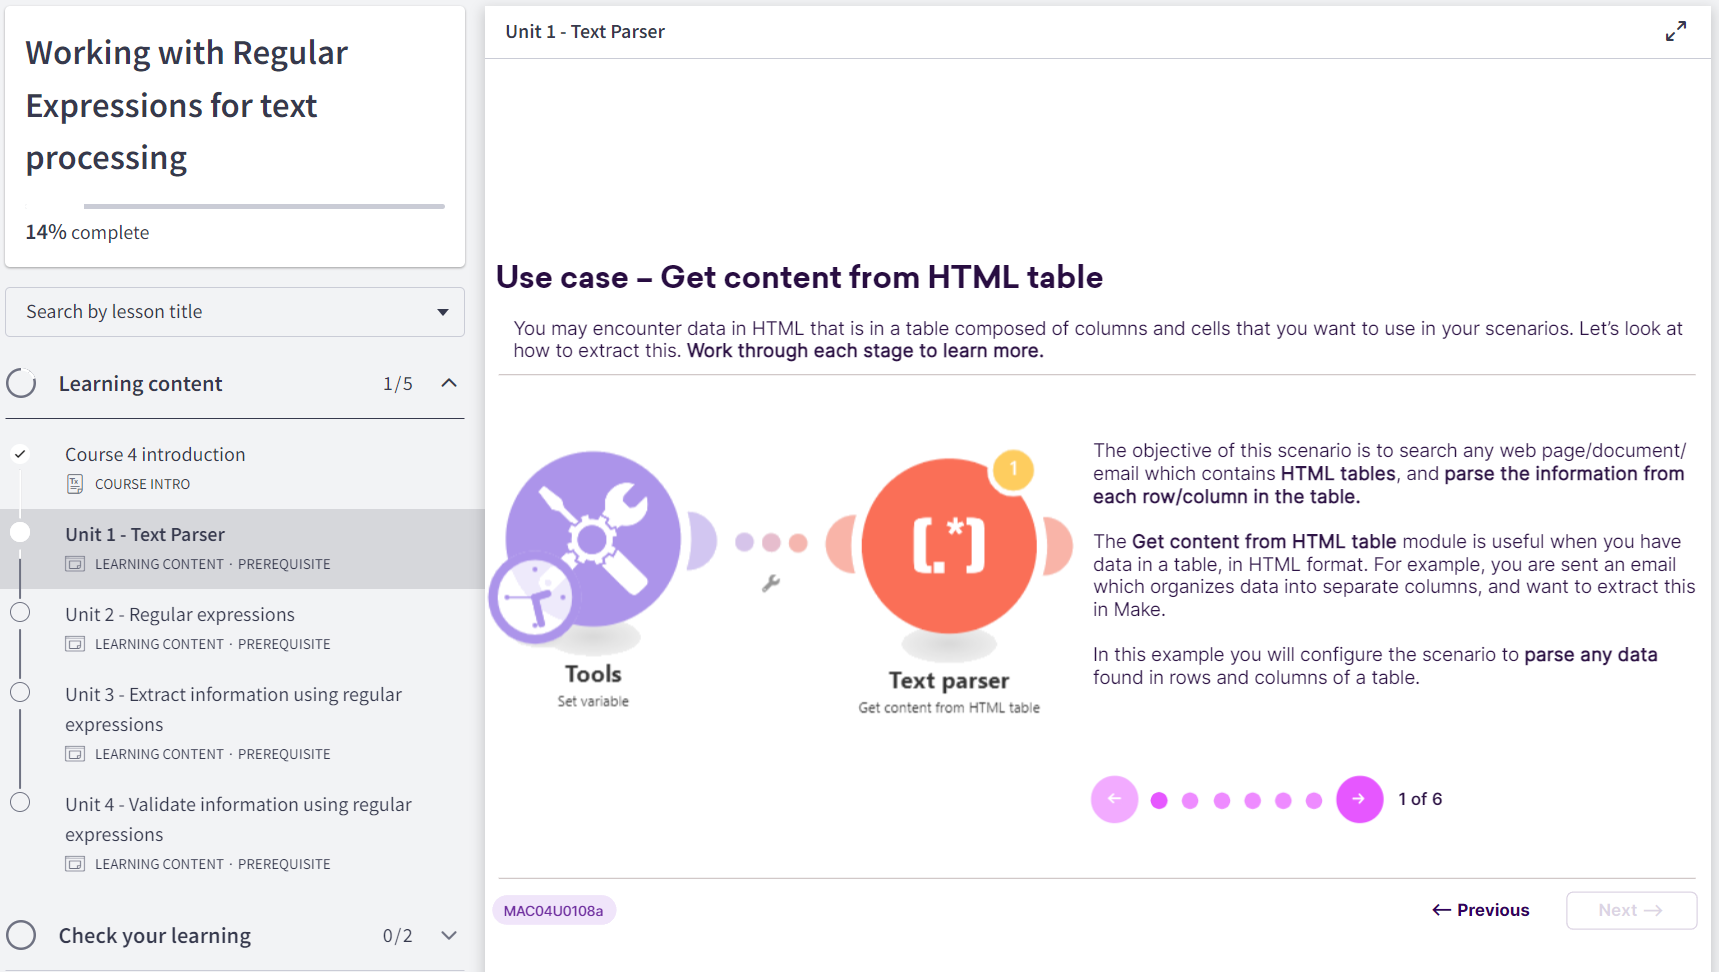 Working with Regular
Expressions for text
processing
14% complete
Search by lesson title
Learning content 1/5
Course 4 introduction
COURSE INTRO
Unit 1 - Text Parser
LEARNING CONTENT · PREREQUISITE
Unit 2 - Regular expressions
LEARNING CONTENT · PREREQUISITE
Unit 3 - Extract information using regular
expressions
LEARNING CONTENT · PREREQUISITE
Unit 4 - Validate information using regular
expressions
LEARNING CONTENT · PREREQUISITE
Check your learning 0/2
Unit 1 - Text Parser
Use case – Get content from HTML table
You may encounter data in HTML that is in a table composed of columns and cells that you want to use in your scenarios. Let’s look at
how to extract this. Work through each stage to learn more.
1
[.*]
Tools
Set variable
Text parser
Get content from HTML table
The objective of this scenario is to search any web page/document/
email which contains HTML tables, and parse the information from
each row/column in the table.
The Get content from HTML table module is useful when you have
data in a table, in HTML format. For example, you are sent an email
which organizes data into separate columns, and want to extract this
in Make.
In this example you will configure the scenario to parse any data
found in rows and columns of a table.
← → 1 of 6
MAC04U0108a
← Previous
Next →